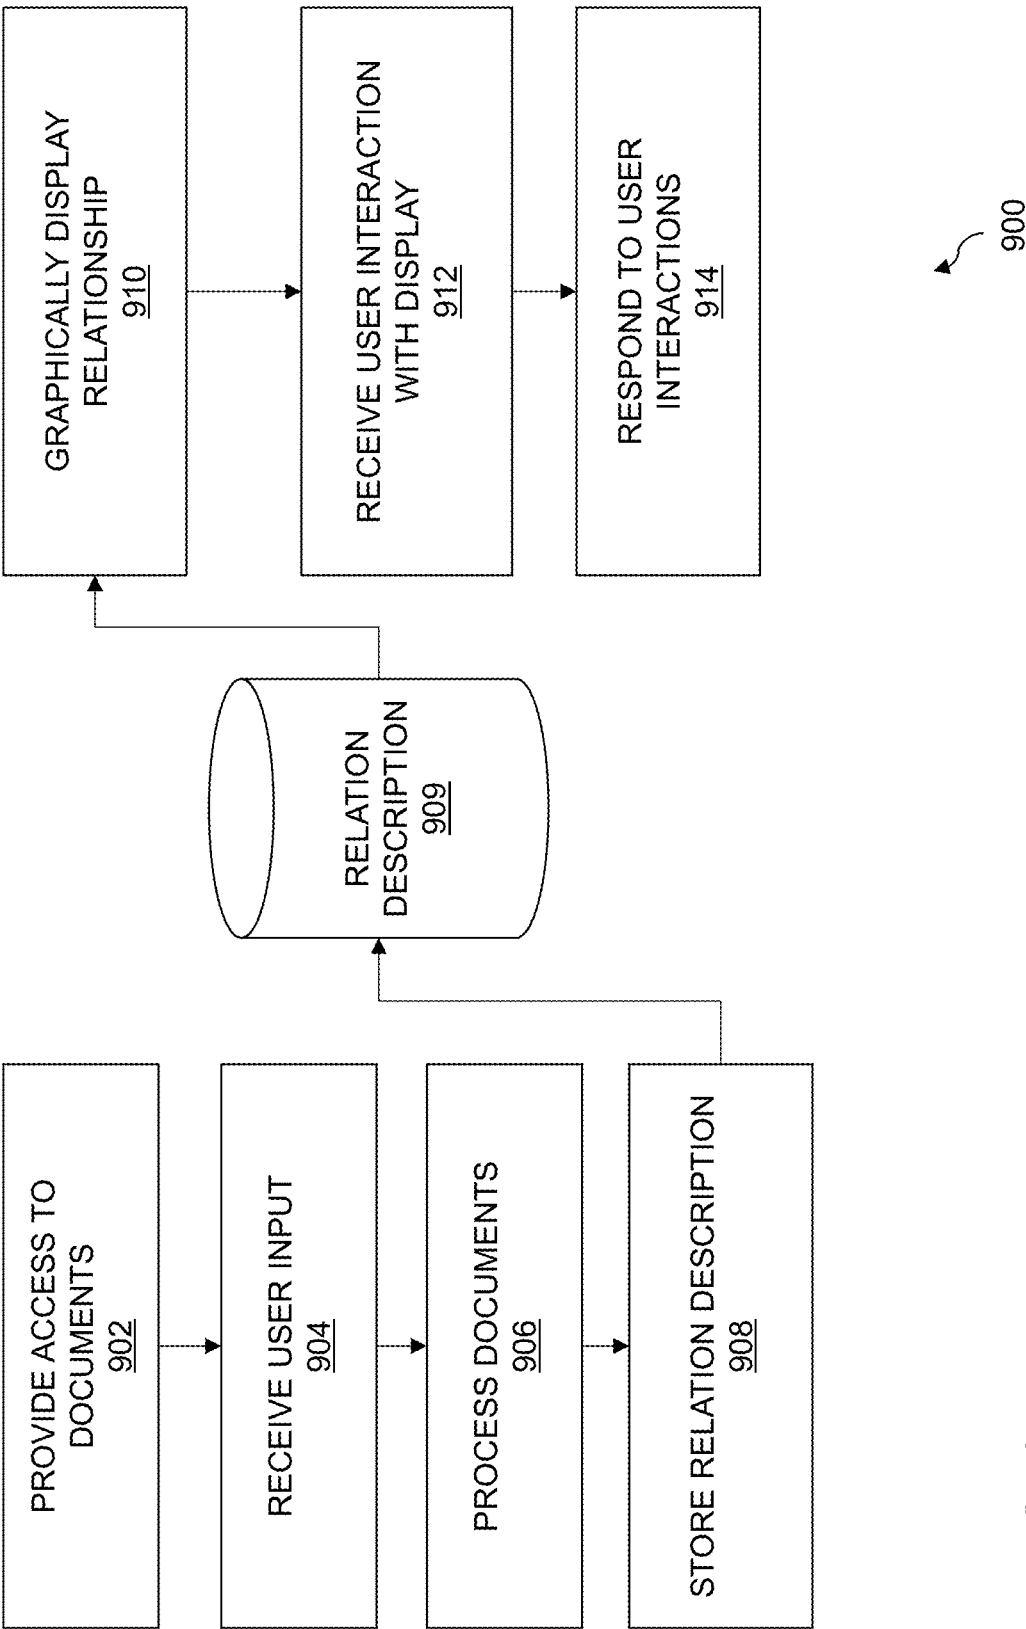 PROVIDE ACCESS TO
DOCUMENTS
902
RECEIVE USER INPUT
904
PROCESS DOCUMENTS
906
STORE RELATION DESCRIPTION
908
RELATION
DESCRIPTION
909
GRAPHICALLY DISPLAY
RELATIONSHIP
910
RECEIVE USER INTERACTION
WITH DISPLAY
912
RESPOND TO USER
INTERACTIONS
914
900